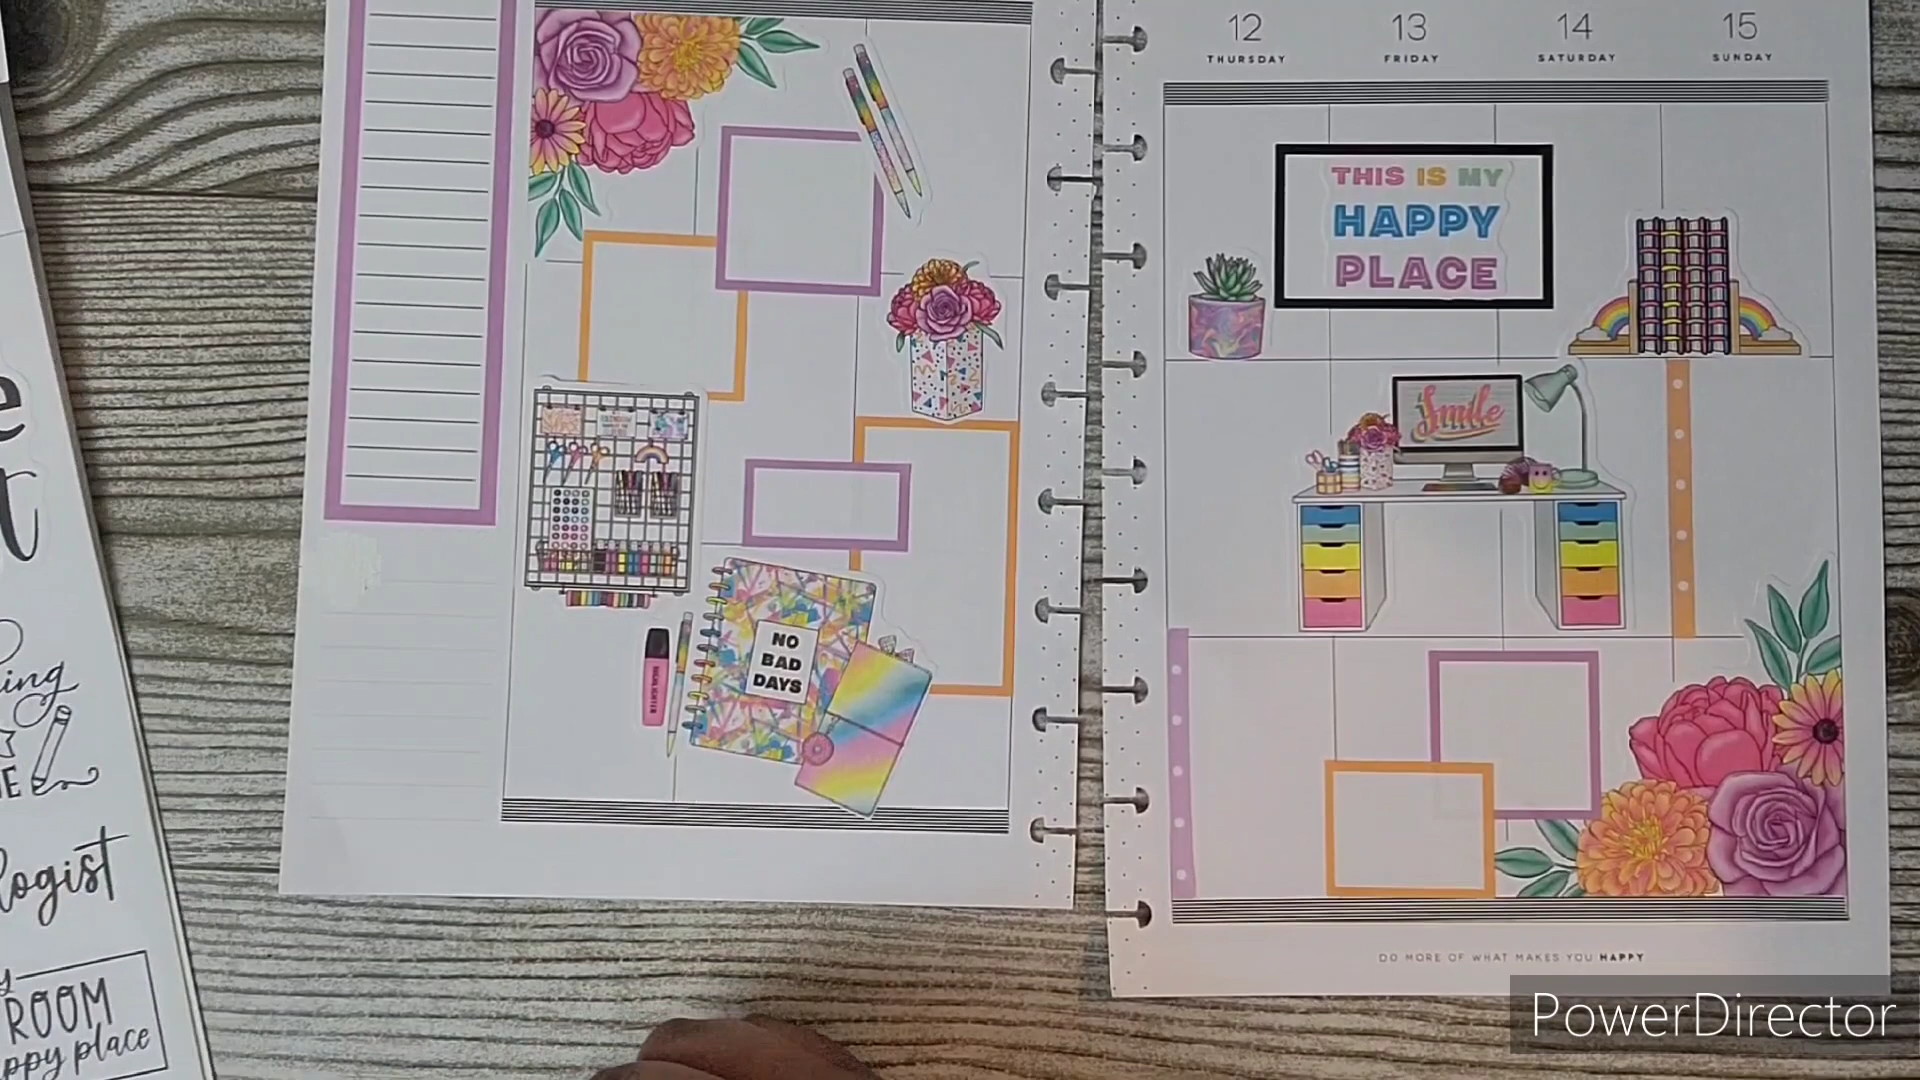 12
13
14
15
THURSDAY
FRIDAY
SATURDAY
SUNDAY
THIS IS MY
HAPPY
PLACE
Smile
NO
BAD
DAYS
HIGHLIGHTER
ROOM
place
DO MORE OF WHAT MAKES YOU HAPPY
PowerDirector